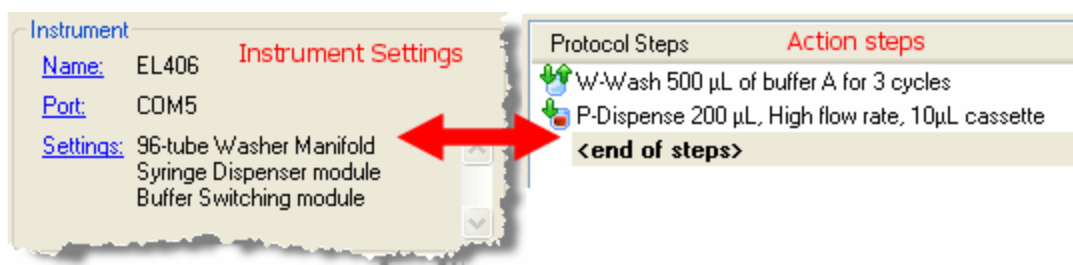 Instrument
Instrument Settings
Name: EL406
Port: COM5
Settings: 96-tube Washer Manifold
Syringe Dispenser module
Buffer Switching module
Protocol Steps Action steps
W-Wash 500 µL of buffer A for 3 cycles
P-Dispense 200 µL, High flow rate, 10µL cassette
<end of steps>